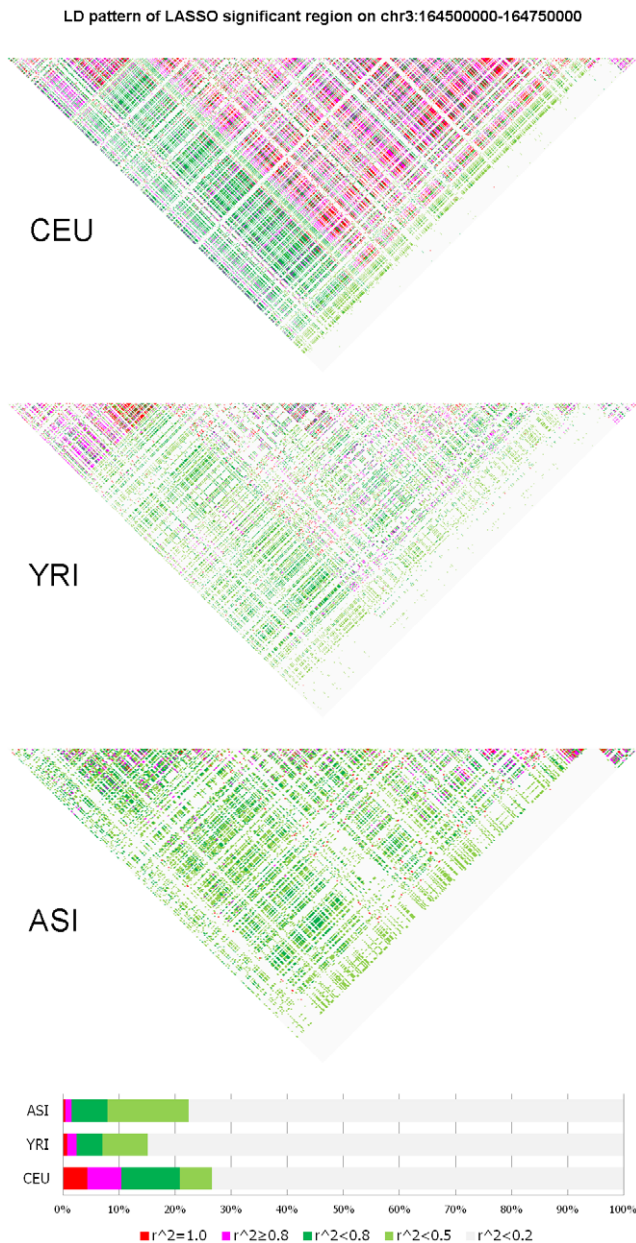 LD pattern of LASSO significant region on chr3:164500000-164750000
CEU
YRI
ASI
ASI
YRI
CEU
0% 10% 20% 30% 40% 50% 60% 70% 80% 90% 100%
r^2=1.0 r^2≥0.8 r^2<0.8 r^2<0.5 r^2<0.2